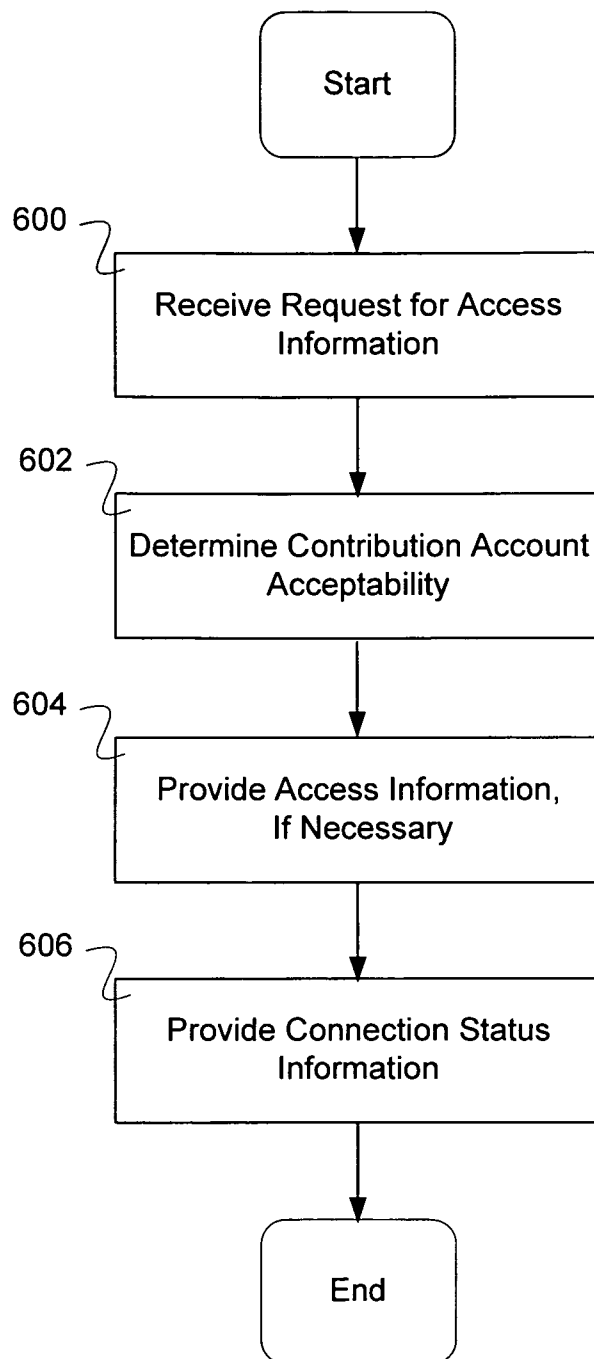 Start
600
Receive Request for Access
Information
602
Determine Contribution Account
Acceptability
604
Provide Access Information,
If Necessary
606
Provide Connection Status
Information
End